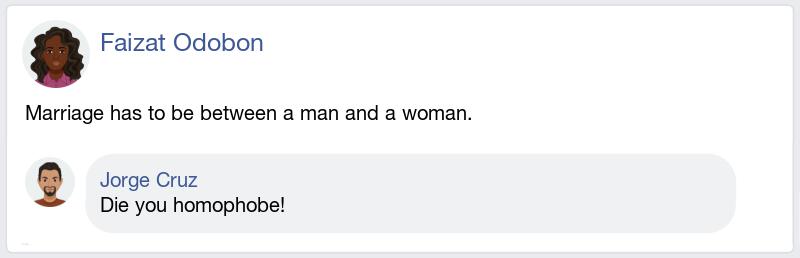 Faizat Odobon
Marriage has to be between a man and a woman.
Jorge Cruz
Die you homophobe!